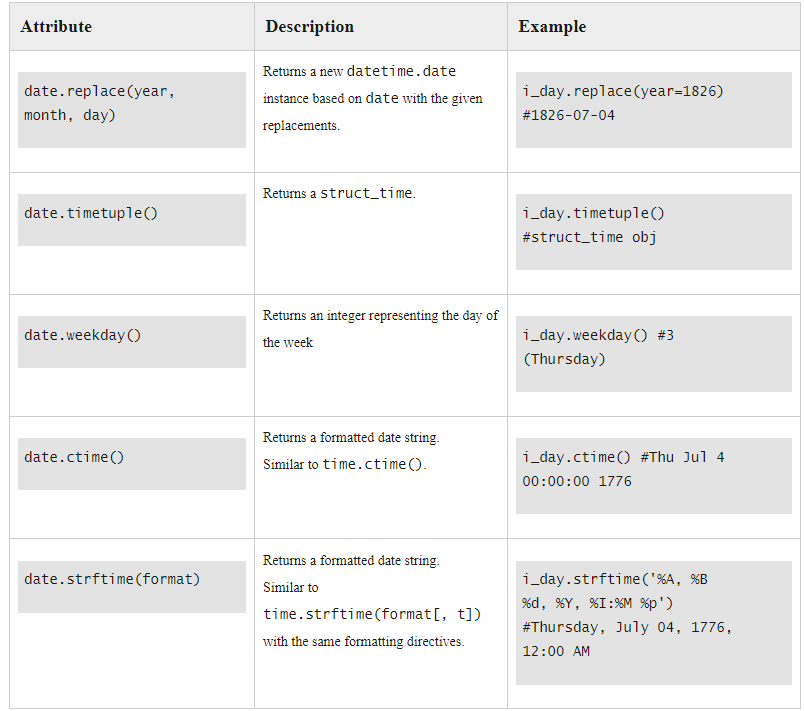 Attribute Description Example
date.replace(year,
month, day)
Returns a new datetime.date
instance based on date with the given
replacements.
i_day.replace(year=1826)
#1826-07-04
date.timetuple()
Returns a struct_time.
i_day.timetuple()
#struct_time obj
date.weekday()
Returns an integer representing the day of
the week
i_day.weekday() #3
(Thursday)
date.ctime()
Returns a formatted date string.
Similar to time.ctime().
i_day.ctime() #Thu Jul 4
00:00:00 1776
date.strftime(format)
Returns a formatted date string.
Similar to
time.strftime(format[, t])
with the same formatting directives.
i_day.strftime('%A, %B
%d, %Y, %I:%M %p')
#Thursday, July 04, 1776,
12:00 AM